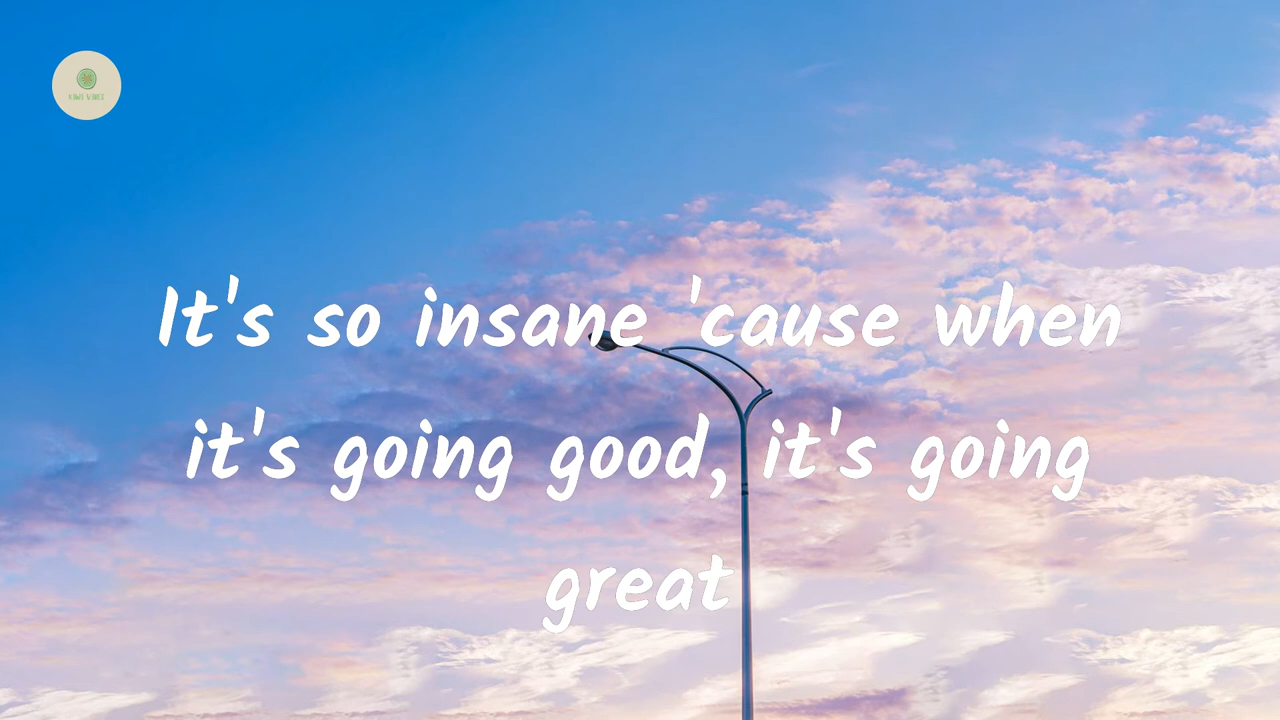 It's so insane 'cause when
it's going good, it's going
great